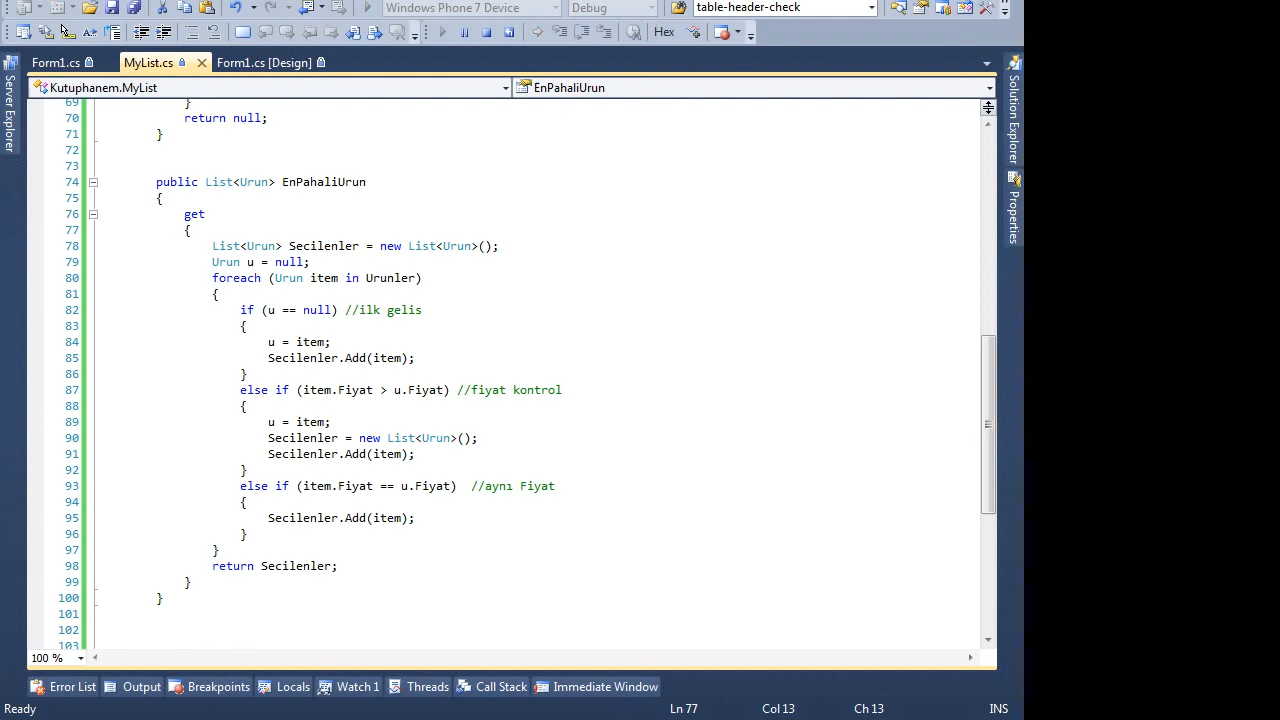 Windows Phone 7 Device
Debug
table-header-check
Hex
Form1.cs
MyList.cs
Form1.cs [Design]
Server Explorer
Solution Explorer
Properties
Kutuphanem.MyList
EnPahaliUrun
69 }
70 return null;
71 }
72
73
74 public List<Urun> EnPahaliUrun
75 {
76 get
77 {
78 List<Urun> Secilenler = new List<Urun>();
79 Urun u = null;
80 foreach (Urun item in Urunler)
81 {
82 if (u == null) //ilk gelis
83 {
84 u = item;
85 Secilenler.Add(item);
86 }
87 else if (item.Fiyat > u.Fiyat) //fiyat kontrol
88 {
89 u = item;
90 Secilenler = new List<Urun>();
91 Secilenler.Add(item);
92 }
93 else if (item.Fiyat == u.Fiyat) //aynı Fiyat
94 {
95 Secilenler.Add(item);
96 }
97 }
98 return Secilenler;
99 }
100 }
101
102
103
100 %
Error List
Output
Breakpoints
Locals
Watch 1
Threads
Call Stack
Immediate Window
Ready
Ln 77
Col 13
Ch 13
INS